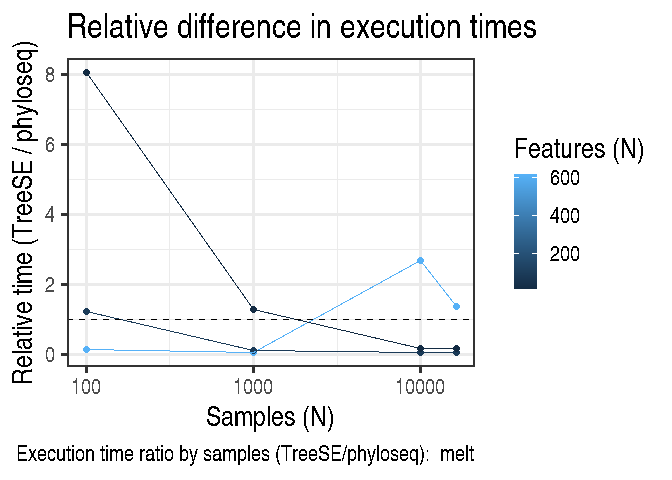 Relative difference in execution times
Relative time (TreeSE / phyloseq)
8
6
4
2
0
100
1000
10000
Samples (N)
Features (N)
600
400
200
Execution time ratio by samples (TreeSE/phyloseq): melt